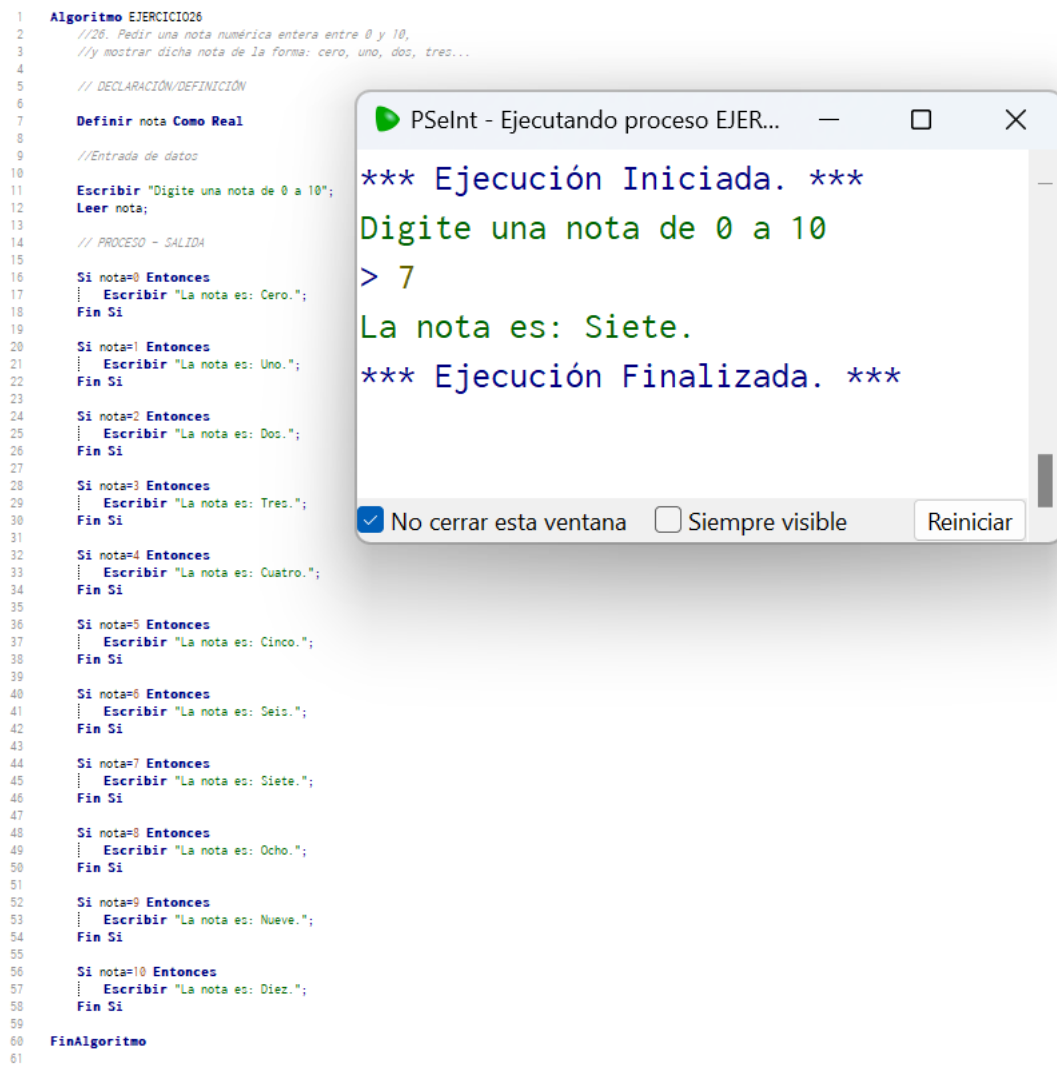 1 Algoritmo EJERCICIO26
2 //26. Pedir una nota numérica entera entre 0 y 10,
3 //y mostrar dicha nota de la forma: cero, uno, dos, tres...
4
5 // DECLARACIÓN/DEFINICIÓN
6
7 Definir nota Como Real
8
9 //Entrada de datos
10
11 Escribir "Digite una nota de 0 a 10";
12 Leer nota;
13
14 // PROCESO - SALIDA
15
16 Si nota=0 Entonces
17 Escribir "La nota es: Cero.";
18 Fin Si
19
20 Si nota=1 Entonces
21 Escribir "La nota es: Uno.";
22 Fin Si
23
24 Si nota=2 Entonces
25 Escribir "La nota es: Dos.";
26 Fin Si
27
28 Si nota=3 Entonces
29 Escribir "La nota es: Tres.";
30 Fin Si
31
32 Si nota=4 Entonces
33 Escribir "La nota es: Cuatro.";
34 Fin Si
35
36 Si nota=5 Entonces
37 Escribir "La nota es: Cinco.";
38 Fin Si
39
40 Si nota=6 Entonces
41 Escribir "La nota es: Seis.";
42 Fin Si
43
44 Si nota=7 Entonces
45 Escribir "La nota es: Siete.";
46 Fin Si
47
48 Si nota=8 Entonces
49 Escribir "La nota es: Ocho.";
50 Fin Si
51
52 Si nota=9 Entonces
53 Escribir "La nota es: Nueve.";
54 Fin Si
55
56 Si nota=10 Entonces
57 Escribir "La nota es: Diez.";
58 Fin Si
59
60 FinAlgoritmo
61
PSeInt - Ejecutando proceso EJER...
*** Ejecución Iniciada. ***
Digite una nota de 0 a 10
> 7
La nota es: Siete.
*** Ejecución Finalizada. ***
No cerrar esta ventana Siempre visible Reiniciar